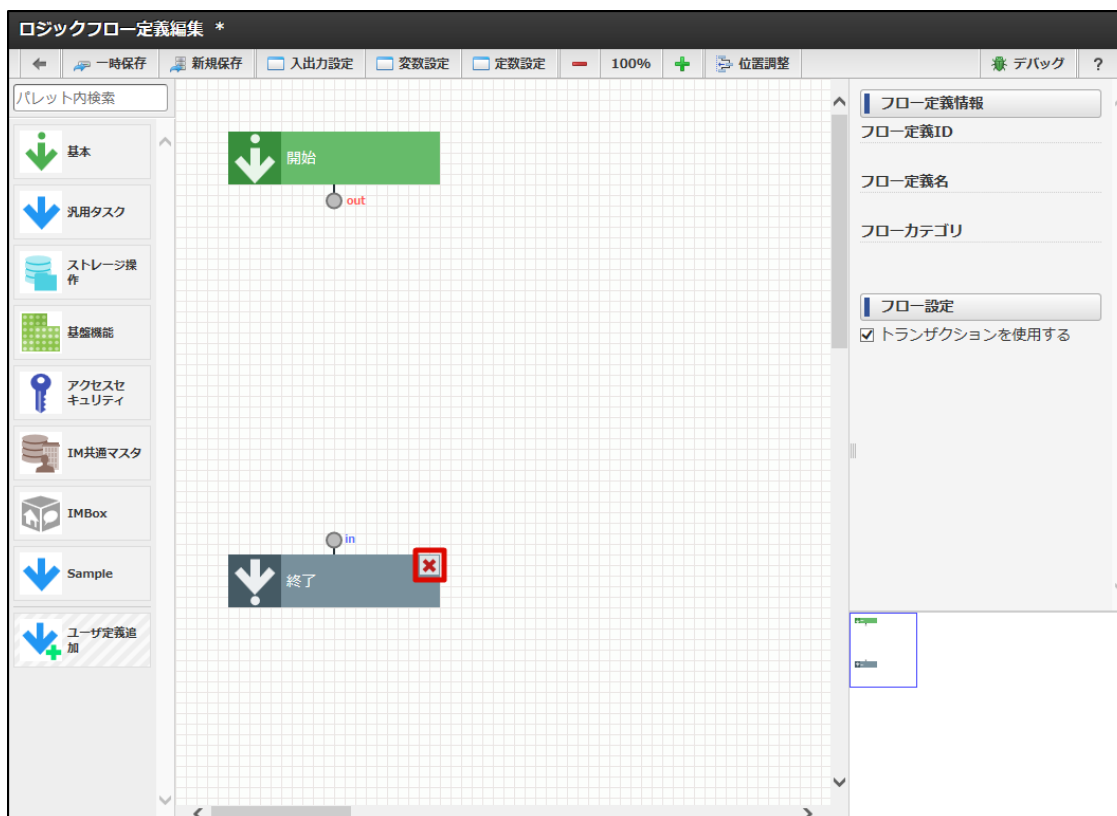 ロジックフロー定義編集 *
一時保存 新規保存 入出力設定 変数設定 定数設定 100% 位置調整 デバッグ ?
パレット内検索
基本
汎用タスク
ストレージ操
作
基盤機能
アクセスセ
キュリティ
IM共通マスタ
IMBox
Sample
ユーザ定義追
加
開始
out
in
終了
フロー定義情報
フロー定義ID
フロー定義名
フローカテゴリ
フロー設定
トランザクションを使用する